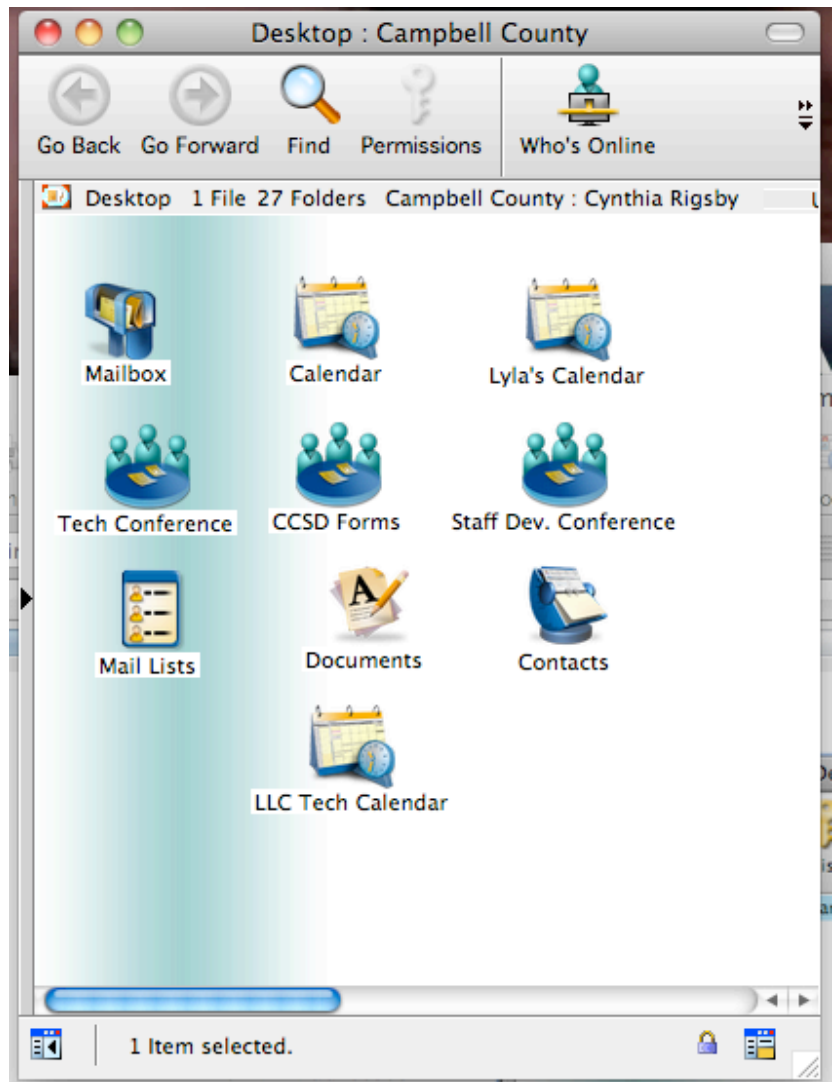 Desktop : Campbell County
Go Back Go Forward Find Permissions Who's Online
Desktop 1 File 27 Folders Campbell County : Cynthia Rigsby
Mailbox Calendar Lyla's Calendar
Tech Conference CCSD Forms Staff Dev. Conference
Mail Lists Documents Contacts
LLC Tech Calendar
1 Item selected.